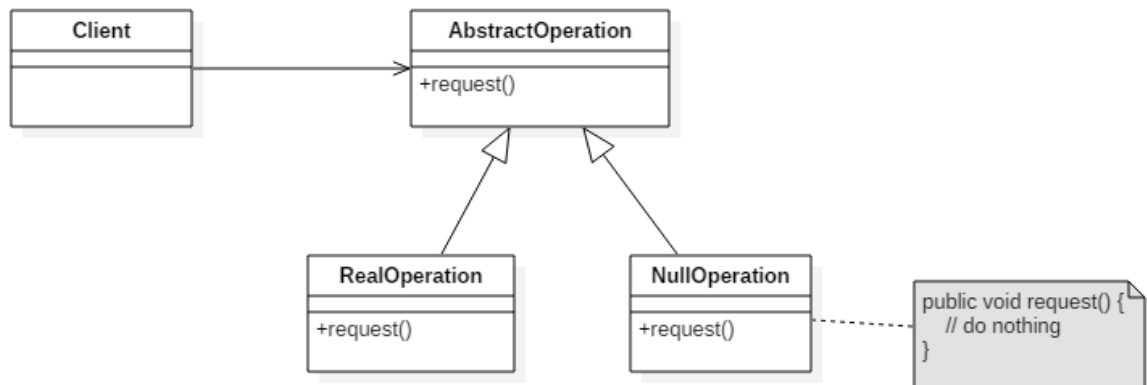 Client
AbstractOperation
+request()
RealOperation
+request()
NullOperation
+request()
public void request() {
// do nothing
}